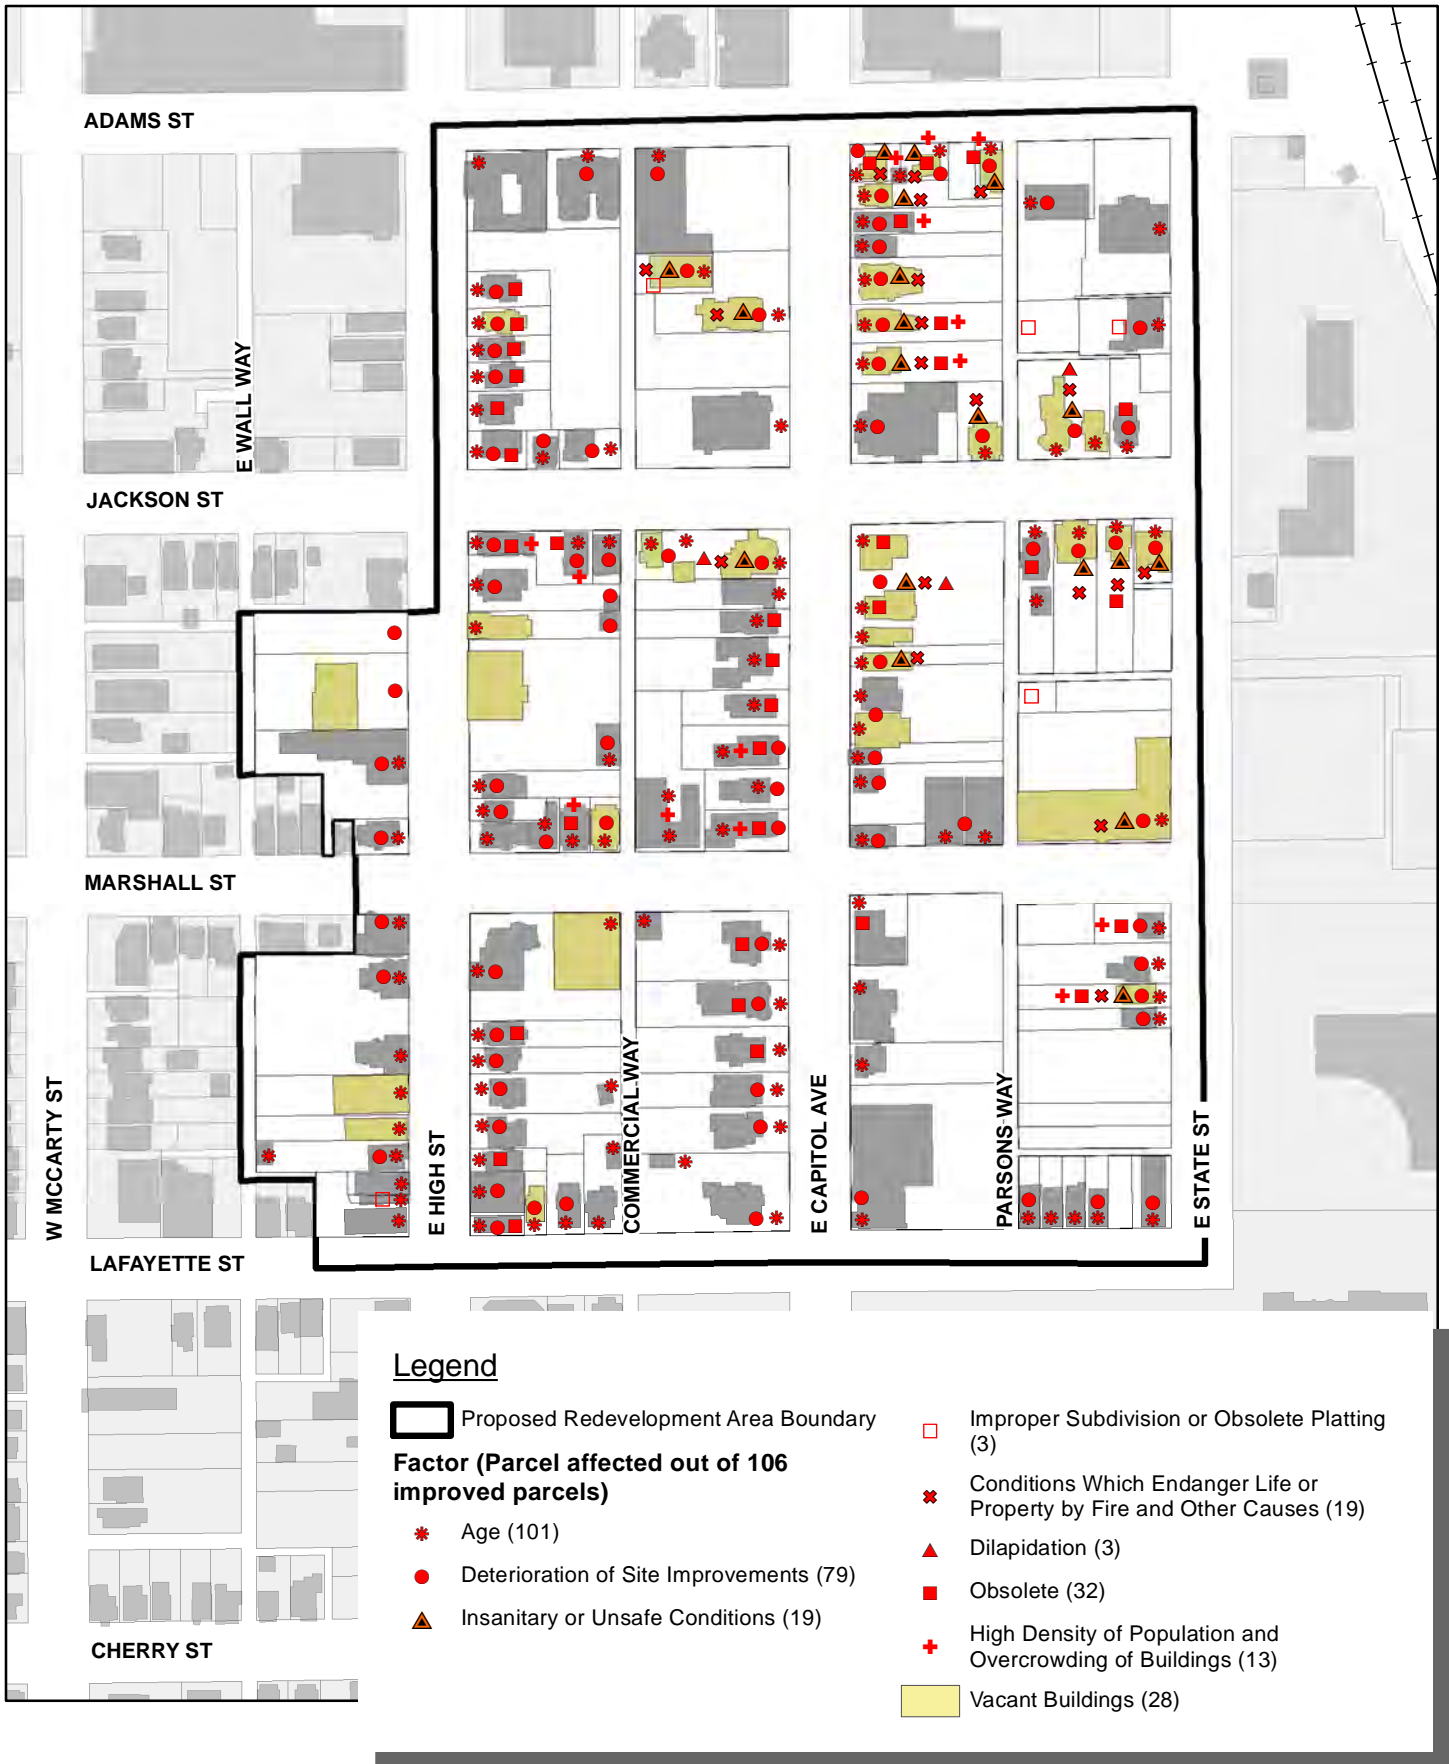 ADAMS ST
E WALL WAY
JACKSON ST
MARSHALL ST
W MCCARTY ST
E HIGH ST
COMMERCIAL WAY
E CAPITOL AVE
PARSONS WAY
E ESTATE ST
LAFAYETTE ST
CHERRY ST
Legend
Proposed Redevelopment Area Boundary
Factor (Parcel affected out of 106
improved parcels)
Age (101)
Deterioration of Site Improvements (79)
Insanitary or Unsafe Conditions (19)
Improper Subdivision or Obsolete Platting
(3)
Conditions Which Endanger Life or
Property by Fire and Other Causes (19)
Dilapidation (3)
Obsolete (32)
High Density of Population and
Overcrowding of Buildings (13)
Vacant Buildings (28)